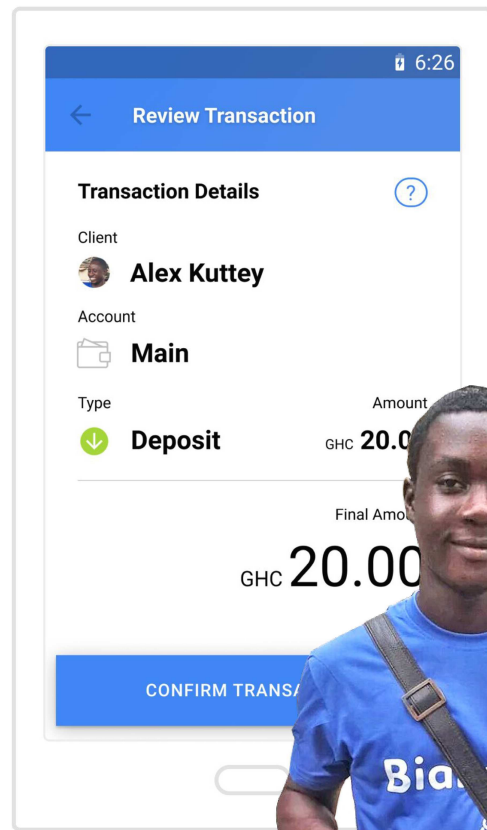 6:26
Review Transaction
Transaction Details
?
Client
Alex Kuttey
Account
Main
Type Amount
Deposit GHC 20.0
Final Amo
GHC 20.00
CONFIRM TRANSA
Bia